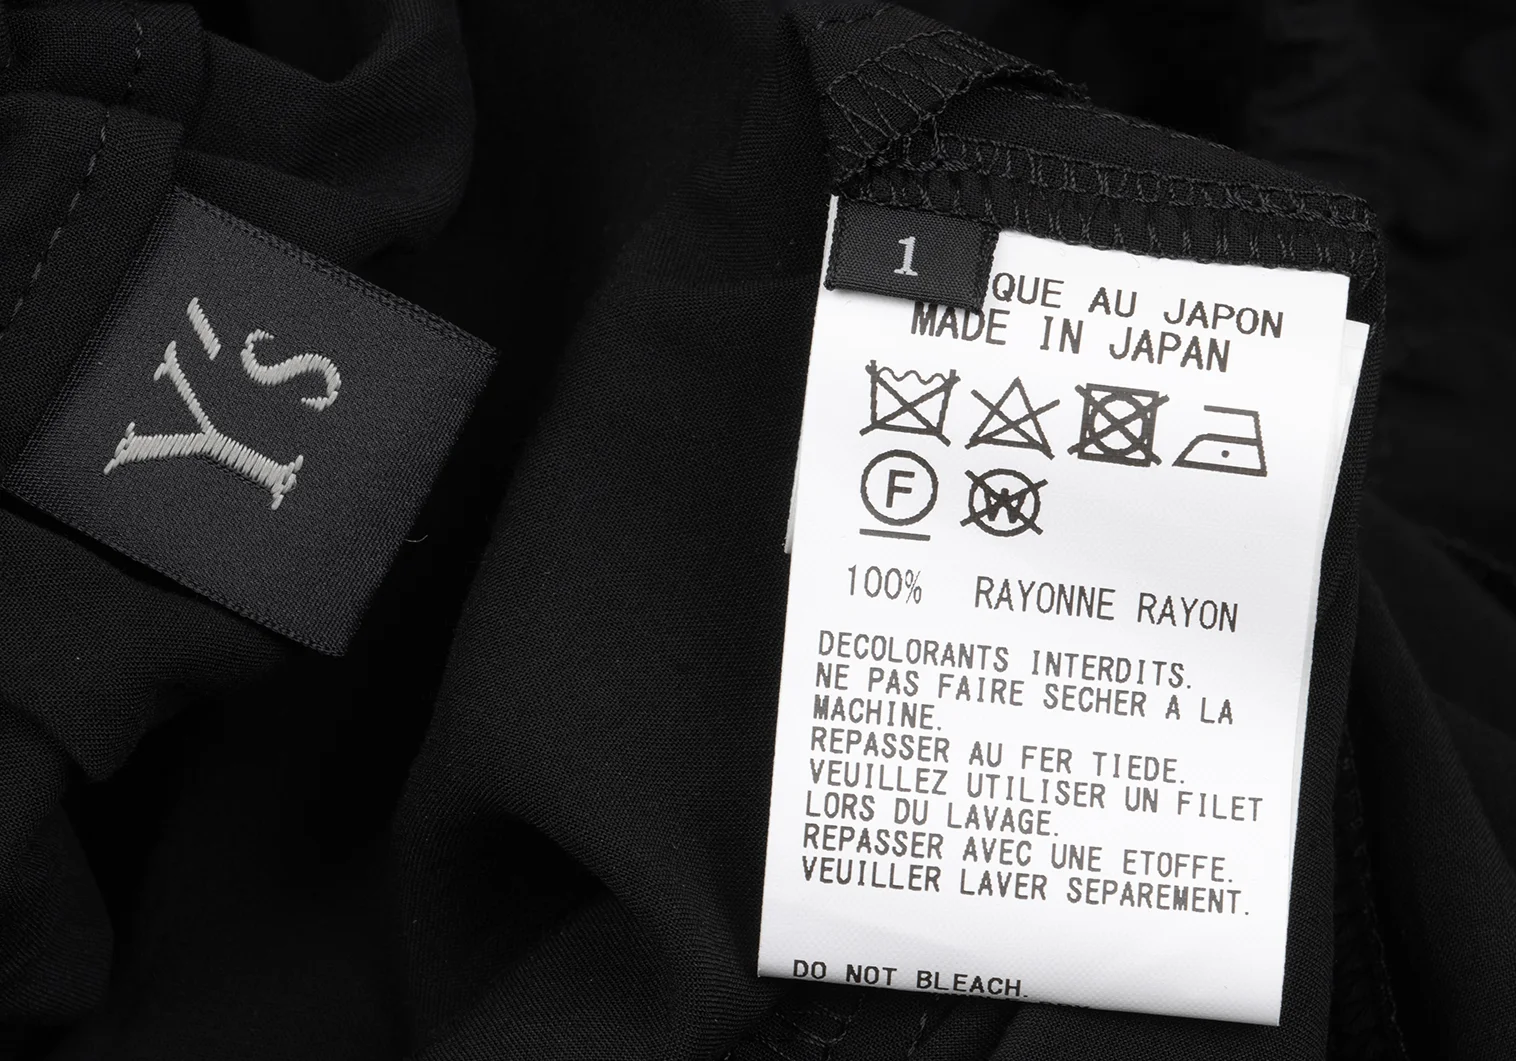 Y's
1
QUE AU JAPON
MADE IN JAPAN
F
W
100% RAYONNE RAYON
DECOLORANTS INTERDITS.
NE PAS FAIRE SECHER A LA
MACHINE.
REPASSER AU FER TIEDE.
VEUILLEZ UTILISER UN FILET
LORS DU LAVAGE.
REPASSER AVEC UNE ETOFFE.
VEUILLER LAVER SEPAREMENT.
DO NOT BLEACH.